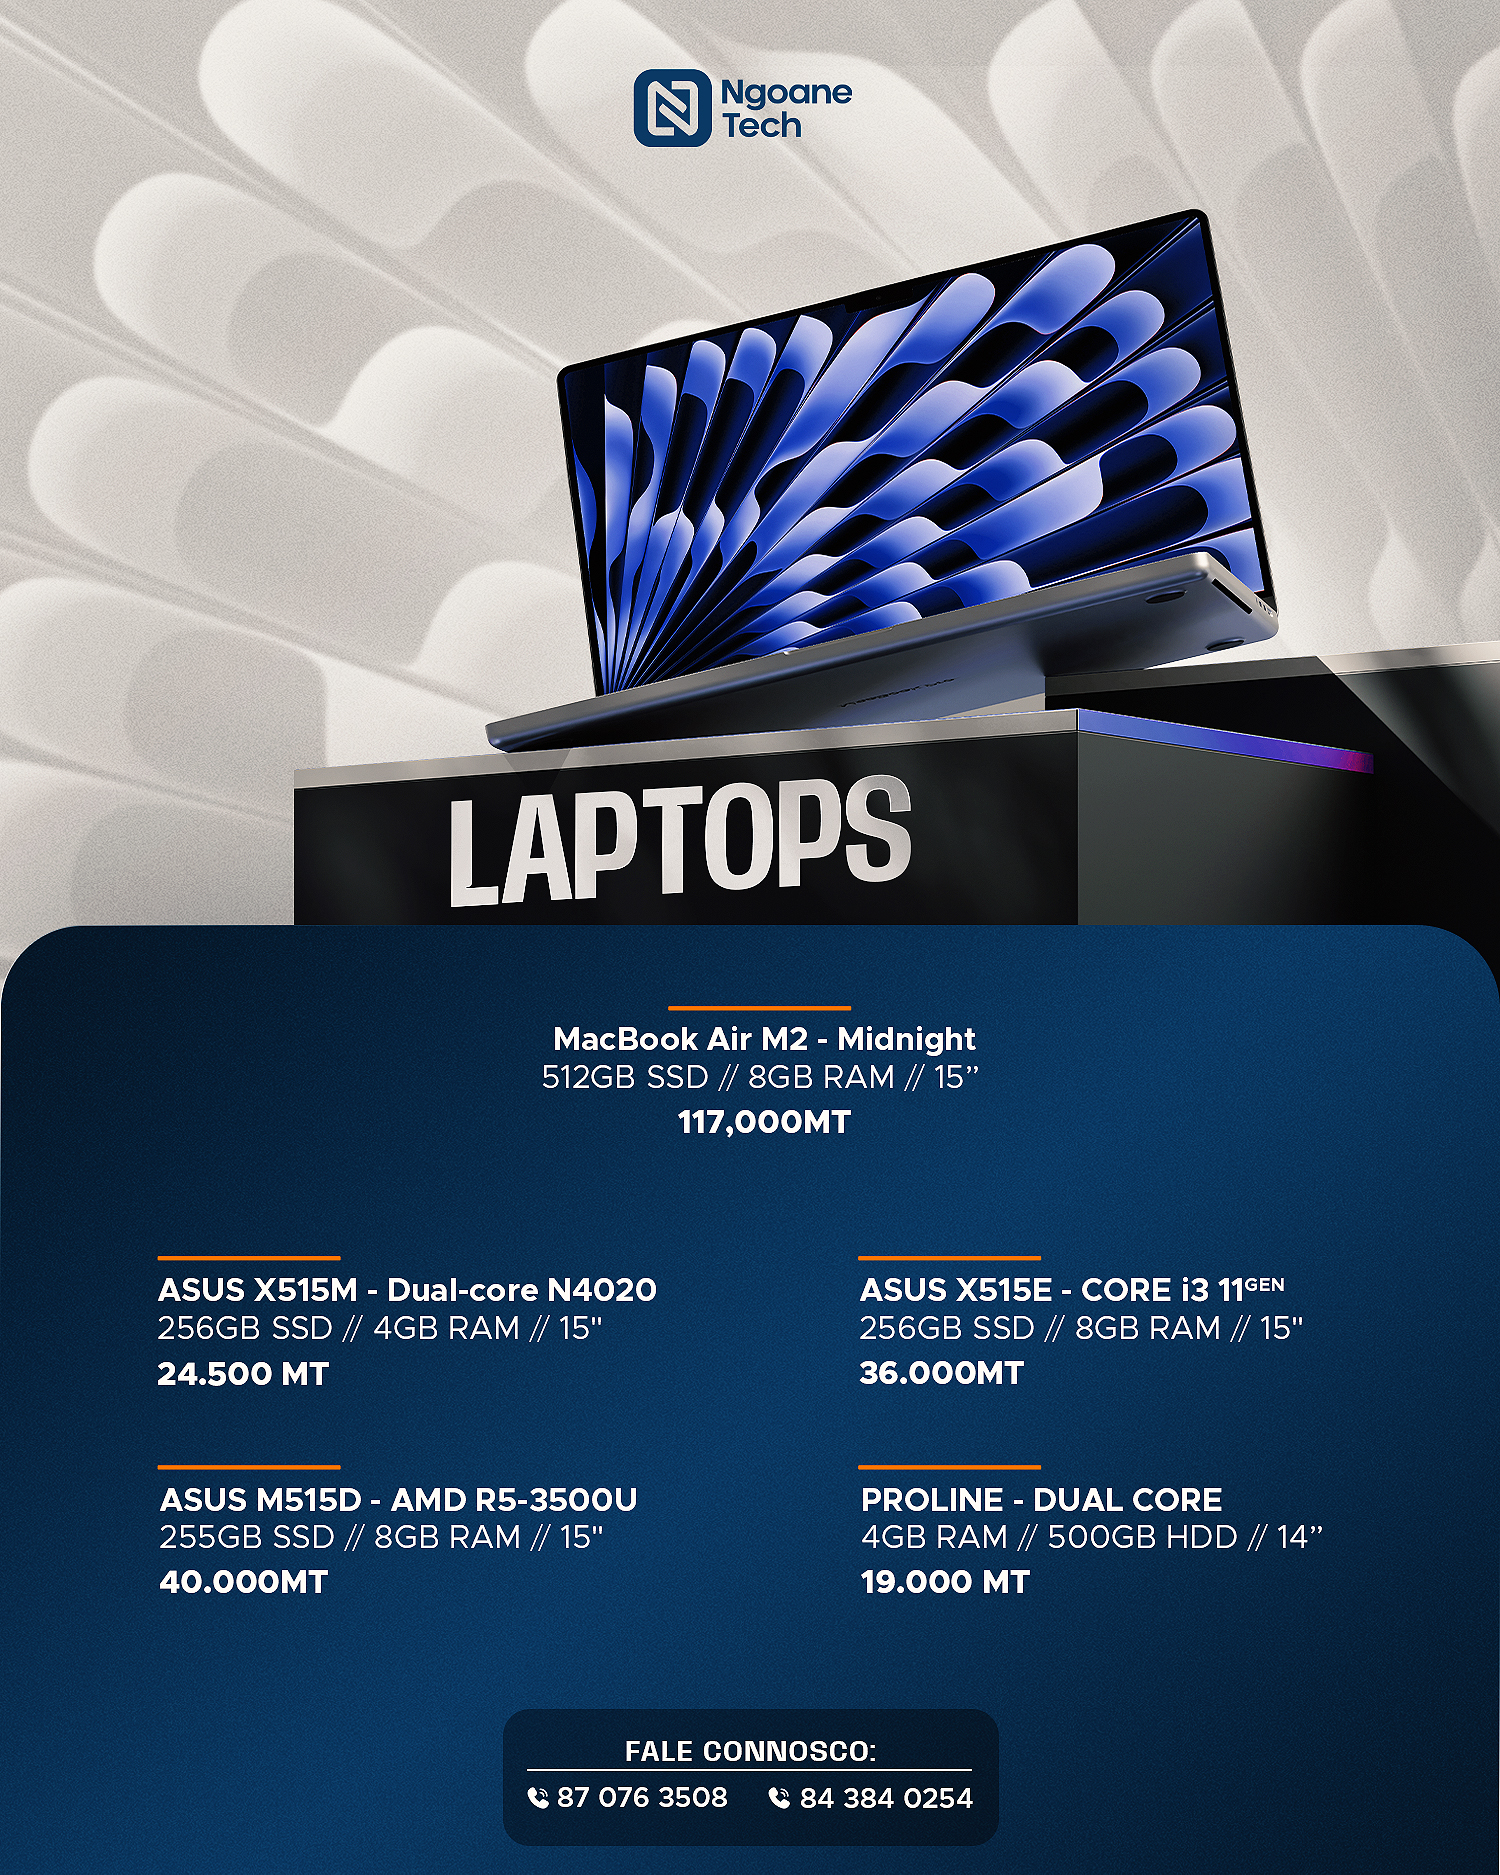 Ngoane
Tech
LAPTOPS
MacBook Air M2 - Midnight
512GB SSD // 8GB RAM // 15”
117,000MT
ASUS X515M - Dual-core N4020
256GB SSD // 4GB RAM // 15"
24.500 MT
ASUS X515E - CORE i3 11GEN
256GB SSD // 8GB RAM // 15"
36.000MT
ASUS M515D - AMD R5-3500U
255GB SSD // 8GB RAM // 15"
40.000MT
PROLINE - DUAL CORE
4GB RAM // 500GB HDD // 14”
19.000 MT
FALE CONNOSCO:
87 076 3508
84 384 0254